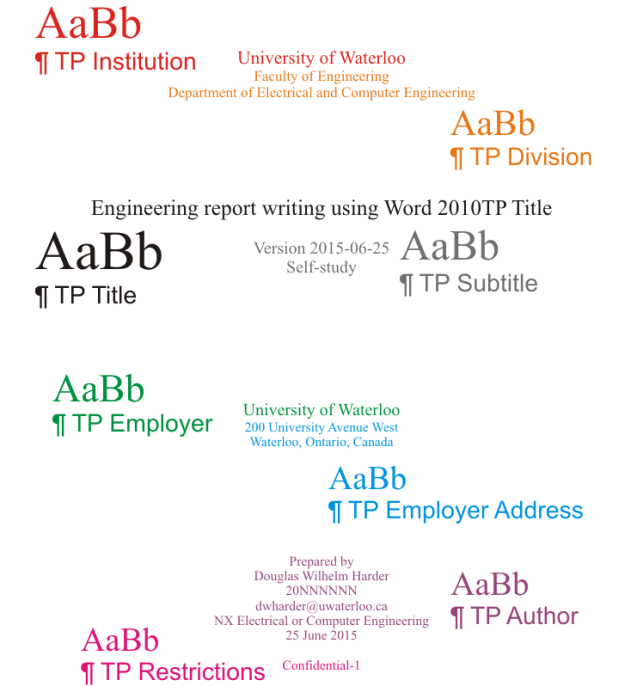 AaBb
¶ TP Institution
University of Waterloo
Faculty of Engineering
Department of Electrical and Computer Engineering
AaBb
¶ TP Division
Engineering report writing using Word 2010TP Title
AaBb
¶ TP Title
Version 2015-06-25
Self-study
AaBb
¶ TP Subtitle
AaBb
¶ TP Employer
University of Waterloo
200 University Avenue West
Waterloo, Ontario, Canada
AaBb
¶ TP Employer Address
Prepared by
Douglas Wilhelm Harder
20NNNNNN
dwharder@uwaterloo.ca
NX Electrical or Computer Engineering
25 June 2015
AaBb
¶ TP Author
AaBb
¶ TP Restrictions
Confidential-1